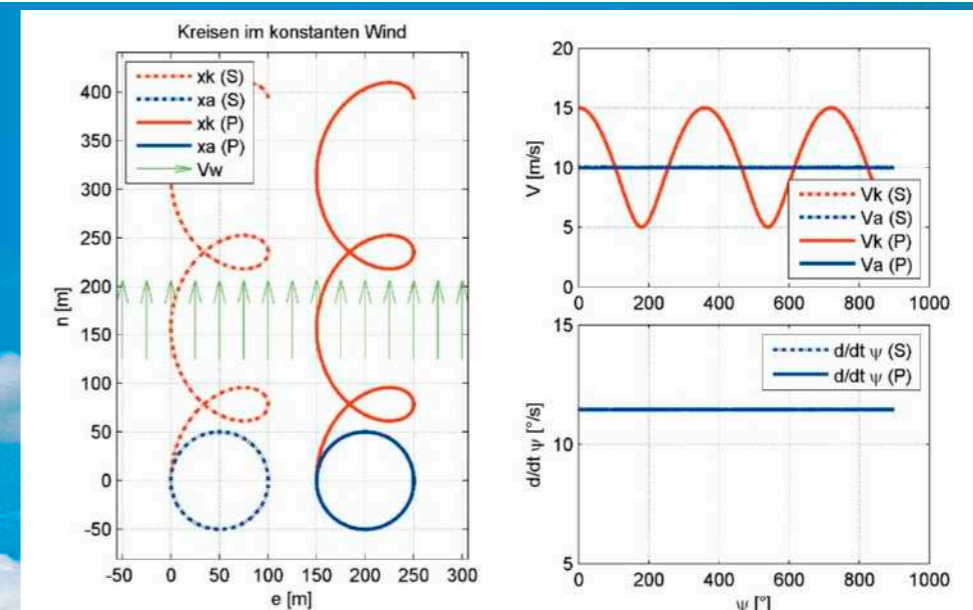 Kreisen im konstanten Wind
xk (S)
xa (S)
xk (P)
xa (P)
Vw
n [m]
400
350
300
250
200
150
100
50
0
-50
-50 0 50 100 150 200 250 300
e [m]
V [m/s]
20
15
10
5
0
Vk (S)
Va (S)
Vk (P)
Va (P)
0 200 400 600 800 1000
d/dt ψ [°/s]
15
10
5
d/dt ψ (S)
d/dt ψ (P)
0 200 400 600 800 1000
ψ [°]